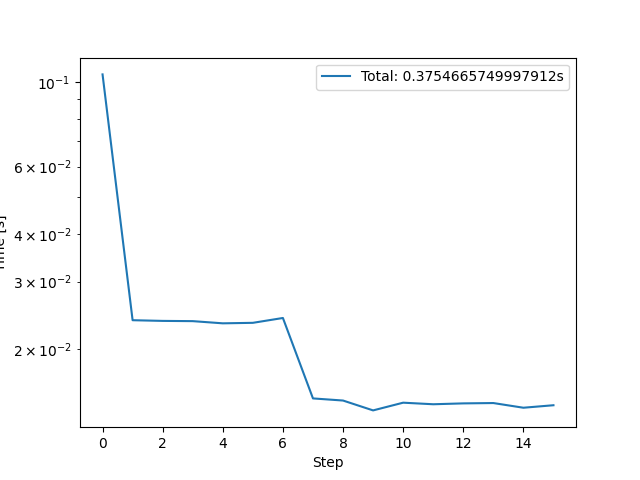 Total: 0.3754665749997912s
10⁻¹
6 × 10⁻²
4 × 10⁻²
3 × 10⁻²
2 × 10⁻²
Time [s]
0 2 4 6 8 10 12 14
Step